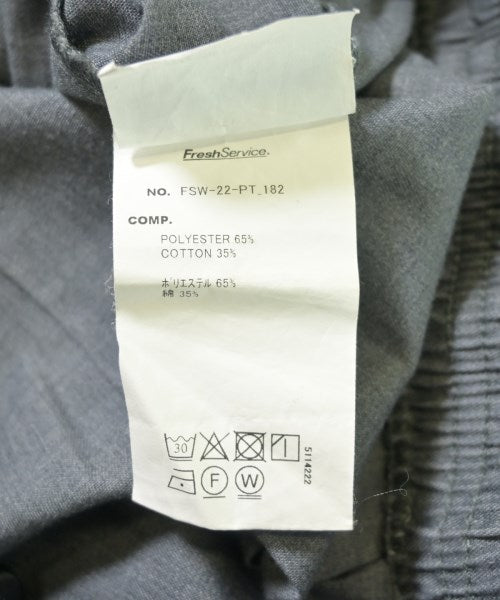 FreshService®
NO. FSW-22-PT_182
COMP.
POLYESTER 65%
COTTON 35%
ポリエステル 65%
綿 35%
30
F W
5114222